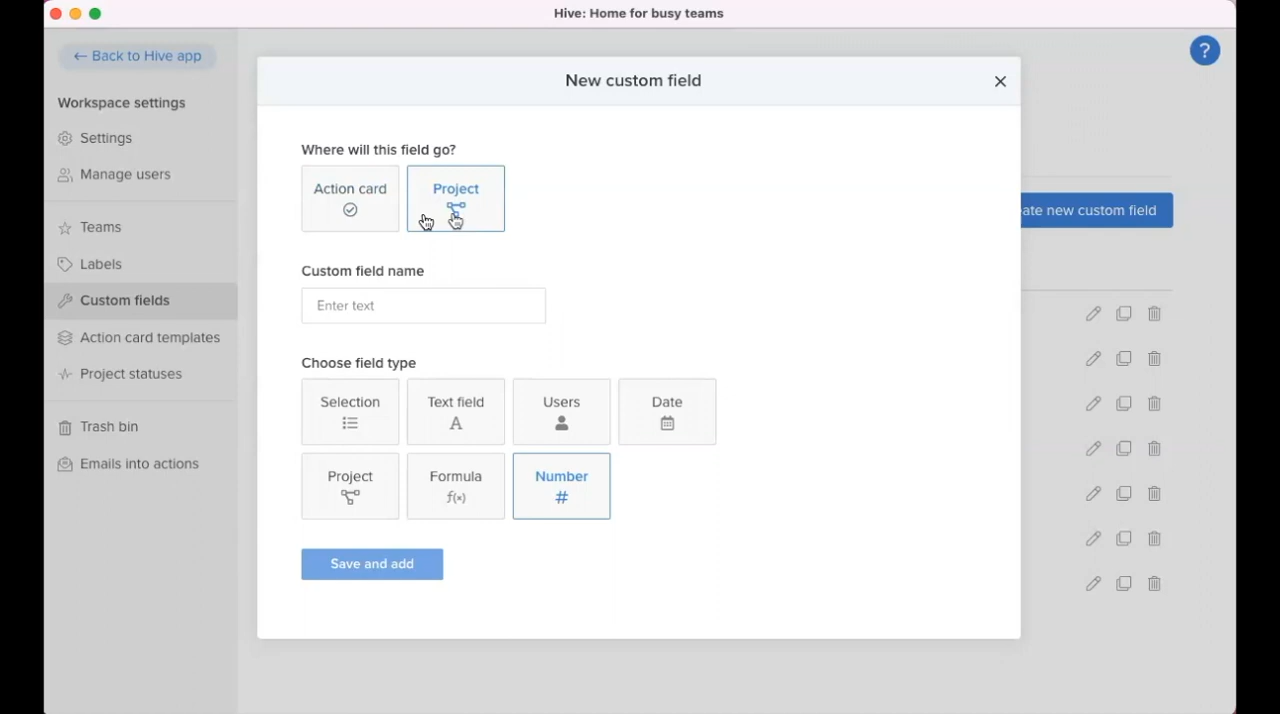 Hive: Home for busy teams
← Back to Hive app
?
New custom field
Workspace settings
Settings
Manage users
Teams
Labels
Custom fields
Action card templates
Project statuses
Trash bin
Emails into actions
Where will this field go?
Action card
Project
ate new custom field
Custom field name
Enter text
Choose field type
Selection
Text field
A
Users
Date
Project
Formula
f(x)
Number
#
Save and add